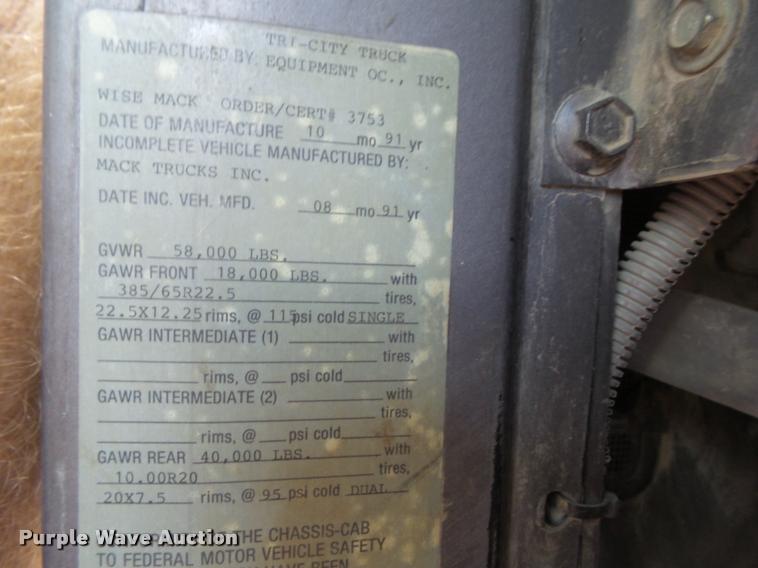 TRI-CITY TRUCK
MANUFACTURED BY: EQUIPMENT OC., INC.
WISE MACK ORDER/CERT# 3753
DATE OF MANUFACTURE 10 mo 91 yr
INCOMPLETE VEHICLE MANUFACTURED BY:
MACK TRUCKS INC.
DATE INC. VEH. MFD. 08 mo 91 yr
GVWR 58,000 LBS.
GAWR FRONT 18,000 LBS. with
385/65R22.5 tires,
22.5X12.25 rims, @ 115 psi cold SINGLE
GAWR INTERMEDIATE (1) with
tires,
rims, @ psi cold
GAWR INTERMEDIATE (2) with
tires,
rims, @ psi cold
GAWR REAR 40,000 LBS. with
10.00R20 tires,
20X7.5 rims, @ 95 psi cold DUAL
THE CHASSIS-CAB
TO FEDERAL MOTOR VEHICLE SAFETY
HAVE BEEN
Purple Wave Auction